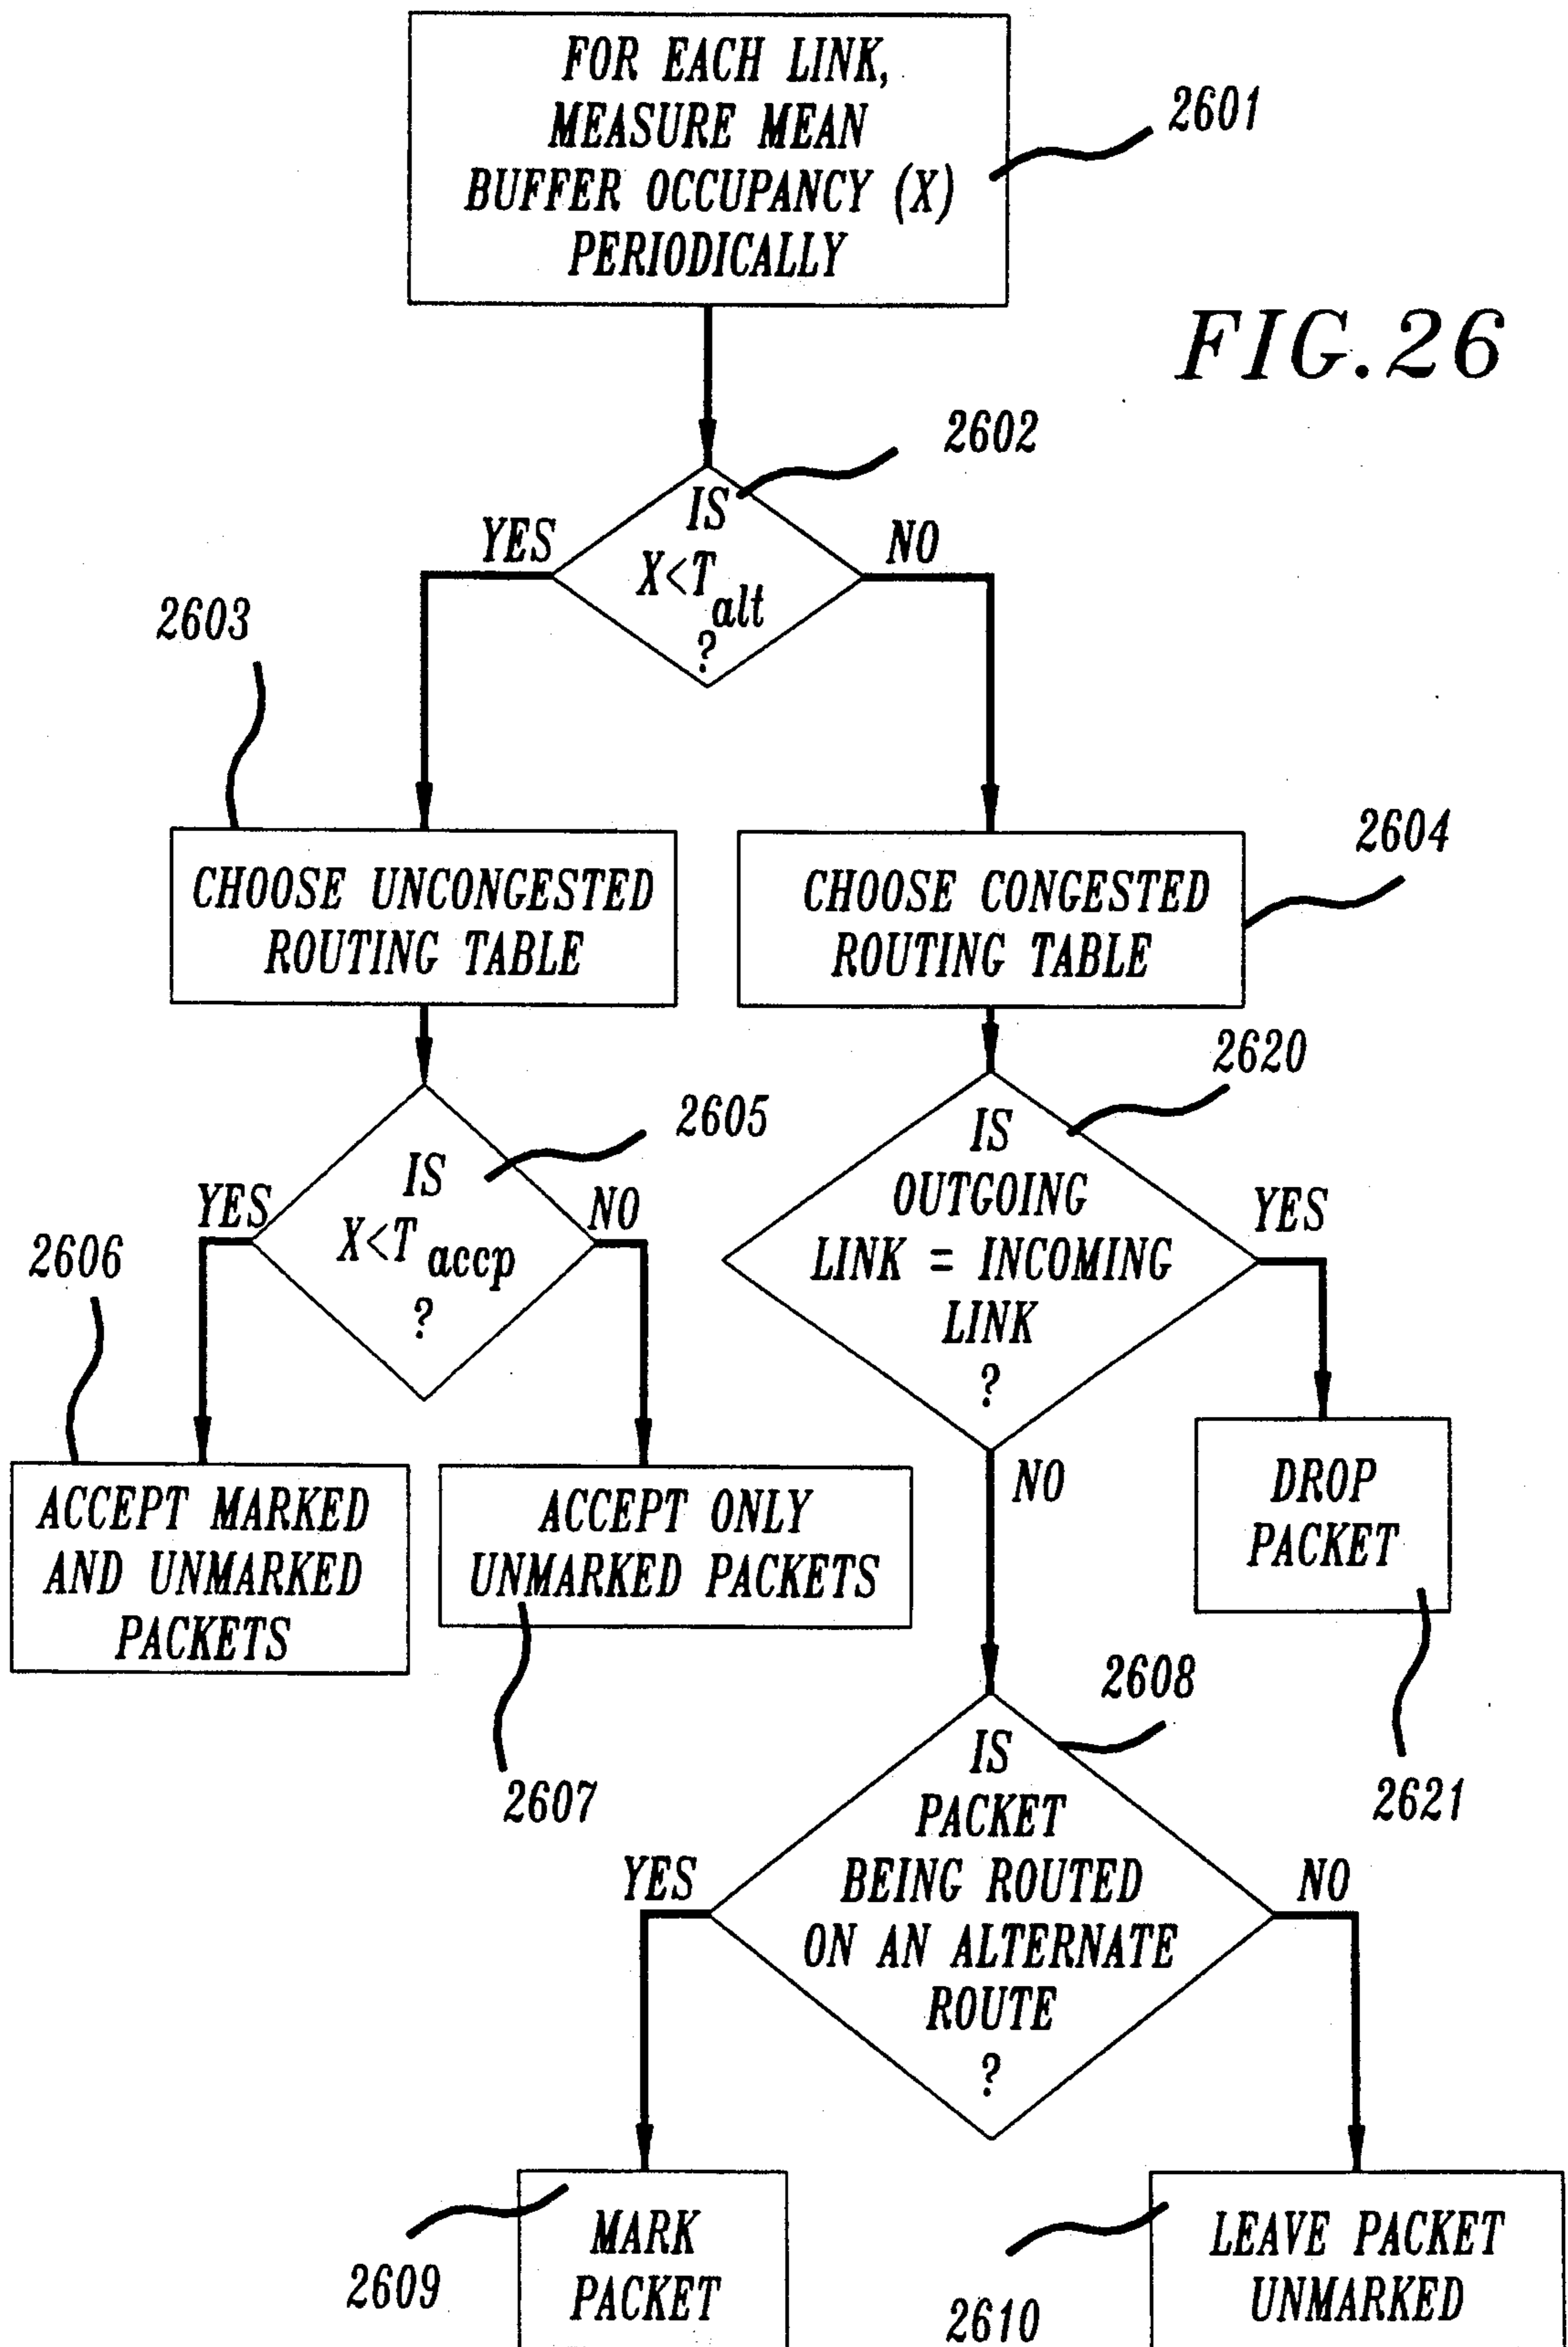 FOR EACH LINK,
MEASURE MEAN
BUFFER OCCUPANCY (X)
PERIODICALLY
2601
FIG.26
2602
IS
X<T alt
?
YES
NO
2603
CHOOSE UNCONGESTED
ROUTING TABLE
2604
CHOOSE CONGESTED
ROUTING TABLE
2605
IS
X<T accp
?
YES
NO
2620
IS
OUTGOING
LINK = INCOMING
LINK
?
YES
NO
2606
ACCEPT MARKED
AND UNMARKED
PACKETS
ACCEPT ONLY
UNMARKED PACKETS
2607
DROP
PACKET
2621
2608
IS
PACKET
BEING ROUTED
ON AN ALTERNATE
ROUTE
?
YES
NO
MARK
PACKET
2609
LEAVE PACKET
UNMARKED
2610